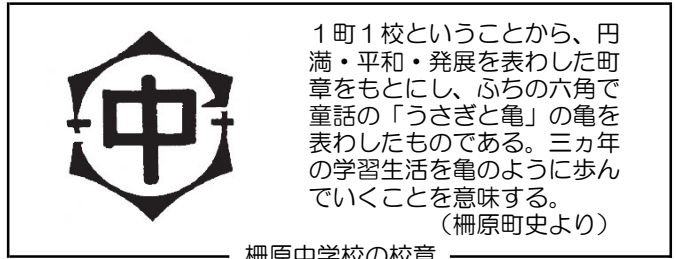 中
1町1校ということから、円
満・平和・発展を表わした町
章をもとにし、ふちの六角で
童話の「うさぎと亀」の亀を
表わしたものである。三ヵ年
の学習生活を亀のように歩ん
でいくことを意味する。
（柵原町史より）
柵原中学校の校章